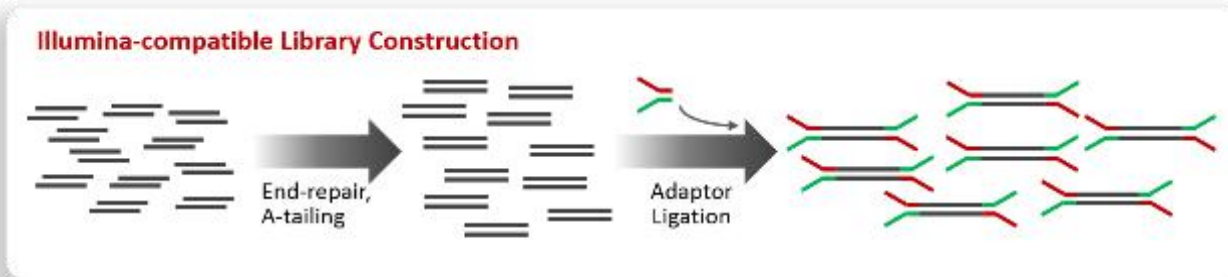 Illumina-compatible Library Construction
End-repair,
A-tailing
Adaptor
Ligation